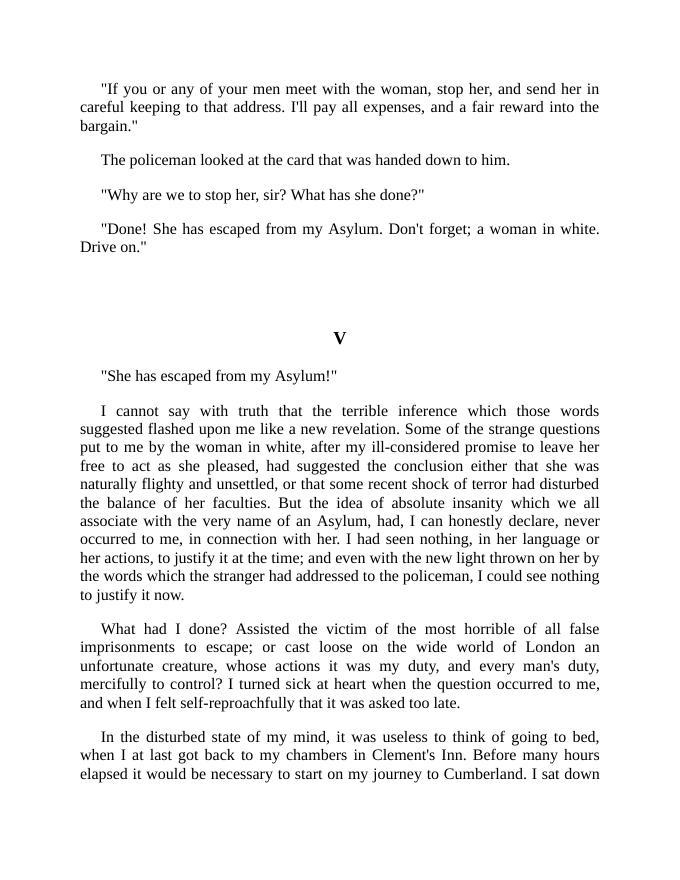 "If you or any of your men meet with the woman, stop her, and send her in
careful keeping to that address. I'll pay all expenses, and a fair reward into the
bargain."
The policeman looked at the card that was handed down to him.
"Why are we to stop her, sir? What has she done?"
"Done! She has escaped from my Asylum. Don't forget; a woman in white.
Drive on."
V
"She has escaped from my Asylum!"
I cannot say with truth that the terrible inference which those words
suggested flashed upon me like a new revelation. Some of the strange questions
put to me by the woman in white, after my ill-considered promise to leave her
free to act as she pleased, had suggested the conclusion either that she was
naturally flighty and unsettled, or that some recent shock of terror had disturbed
the balance of her faculties. But the idea of absolute insanity which we all
associate with the very name of an Asylum, had, I can honestly declare, never
occurred to me, in connection with her. I had seen nothing, in her language or
her actions, to justify it at the time; and even with the new light thrown on her by
the words which the stranger had addressed to the policeman, I could see nothing
to justify it now.
What had I done? Assisted the victim of the most horrible of all false
imprisonments to escape; or cast loose on the wide world of London an
unfortunate creature, whose actions it was my duty, and every man's duty,
mercifully to control? I turned sick at heart when the question occurred to me,
and when I felt self-reproachfully that it was asked too late.
In the disturbed state of my mind, it was useless to think of going to bed,
when I at last got back to my chambers in Clement's Inn. Before many hours
elapsed it would be necessary to start on my journey to Cumberland. I sat down